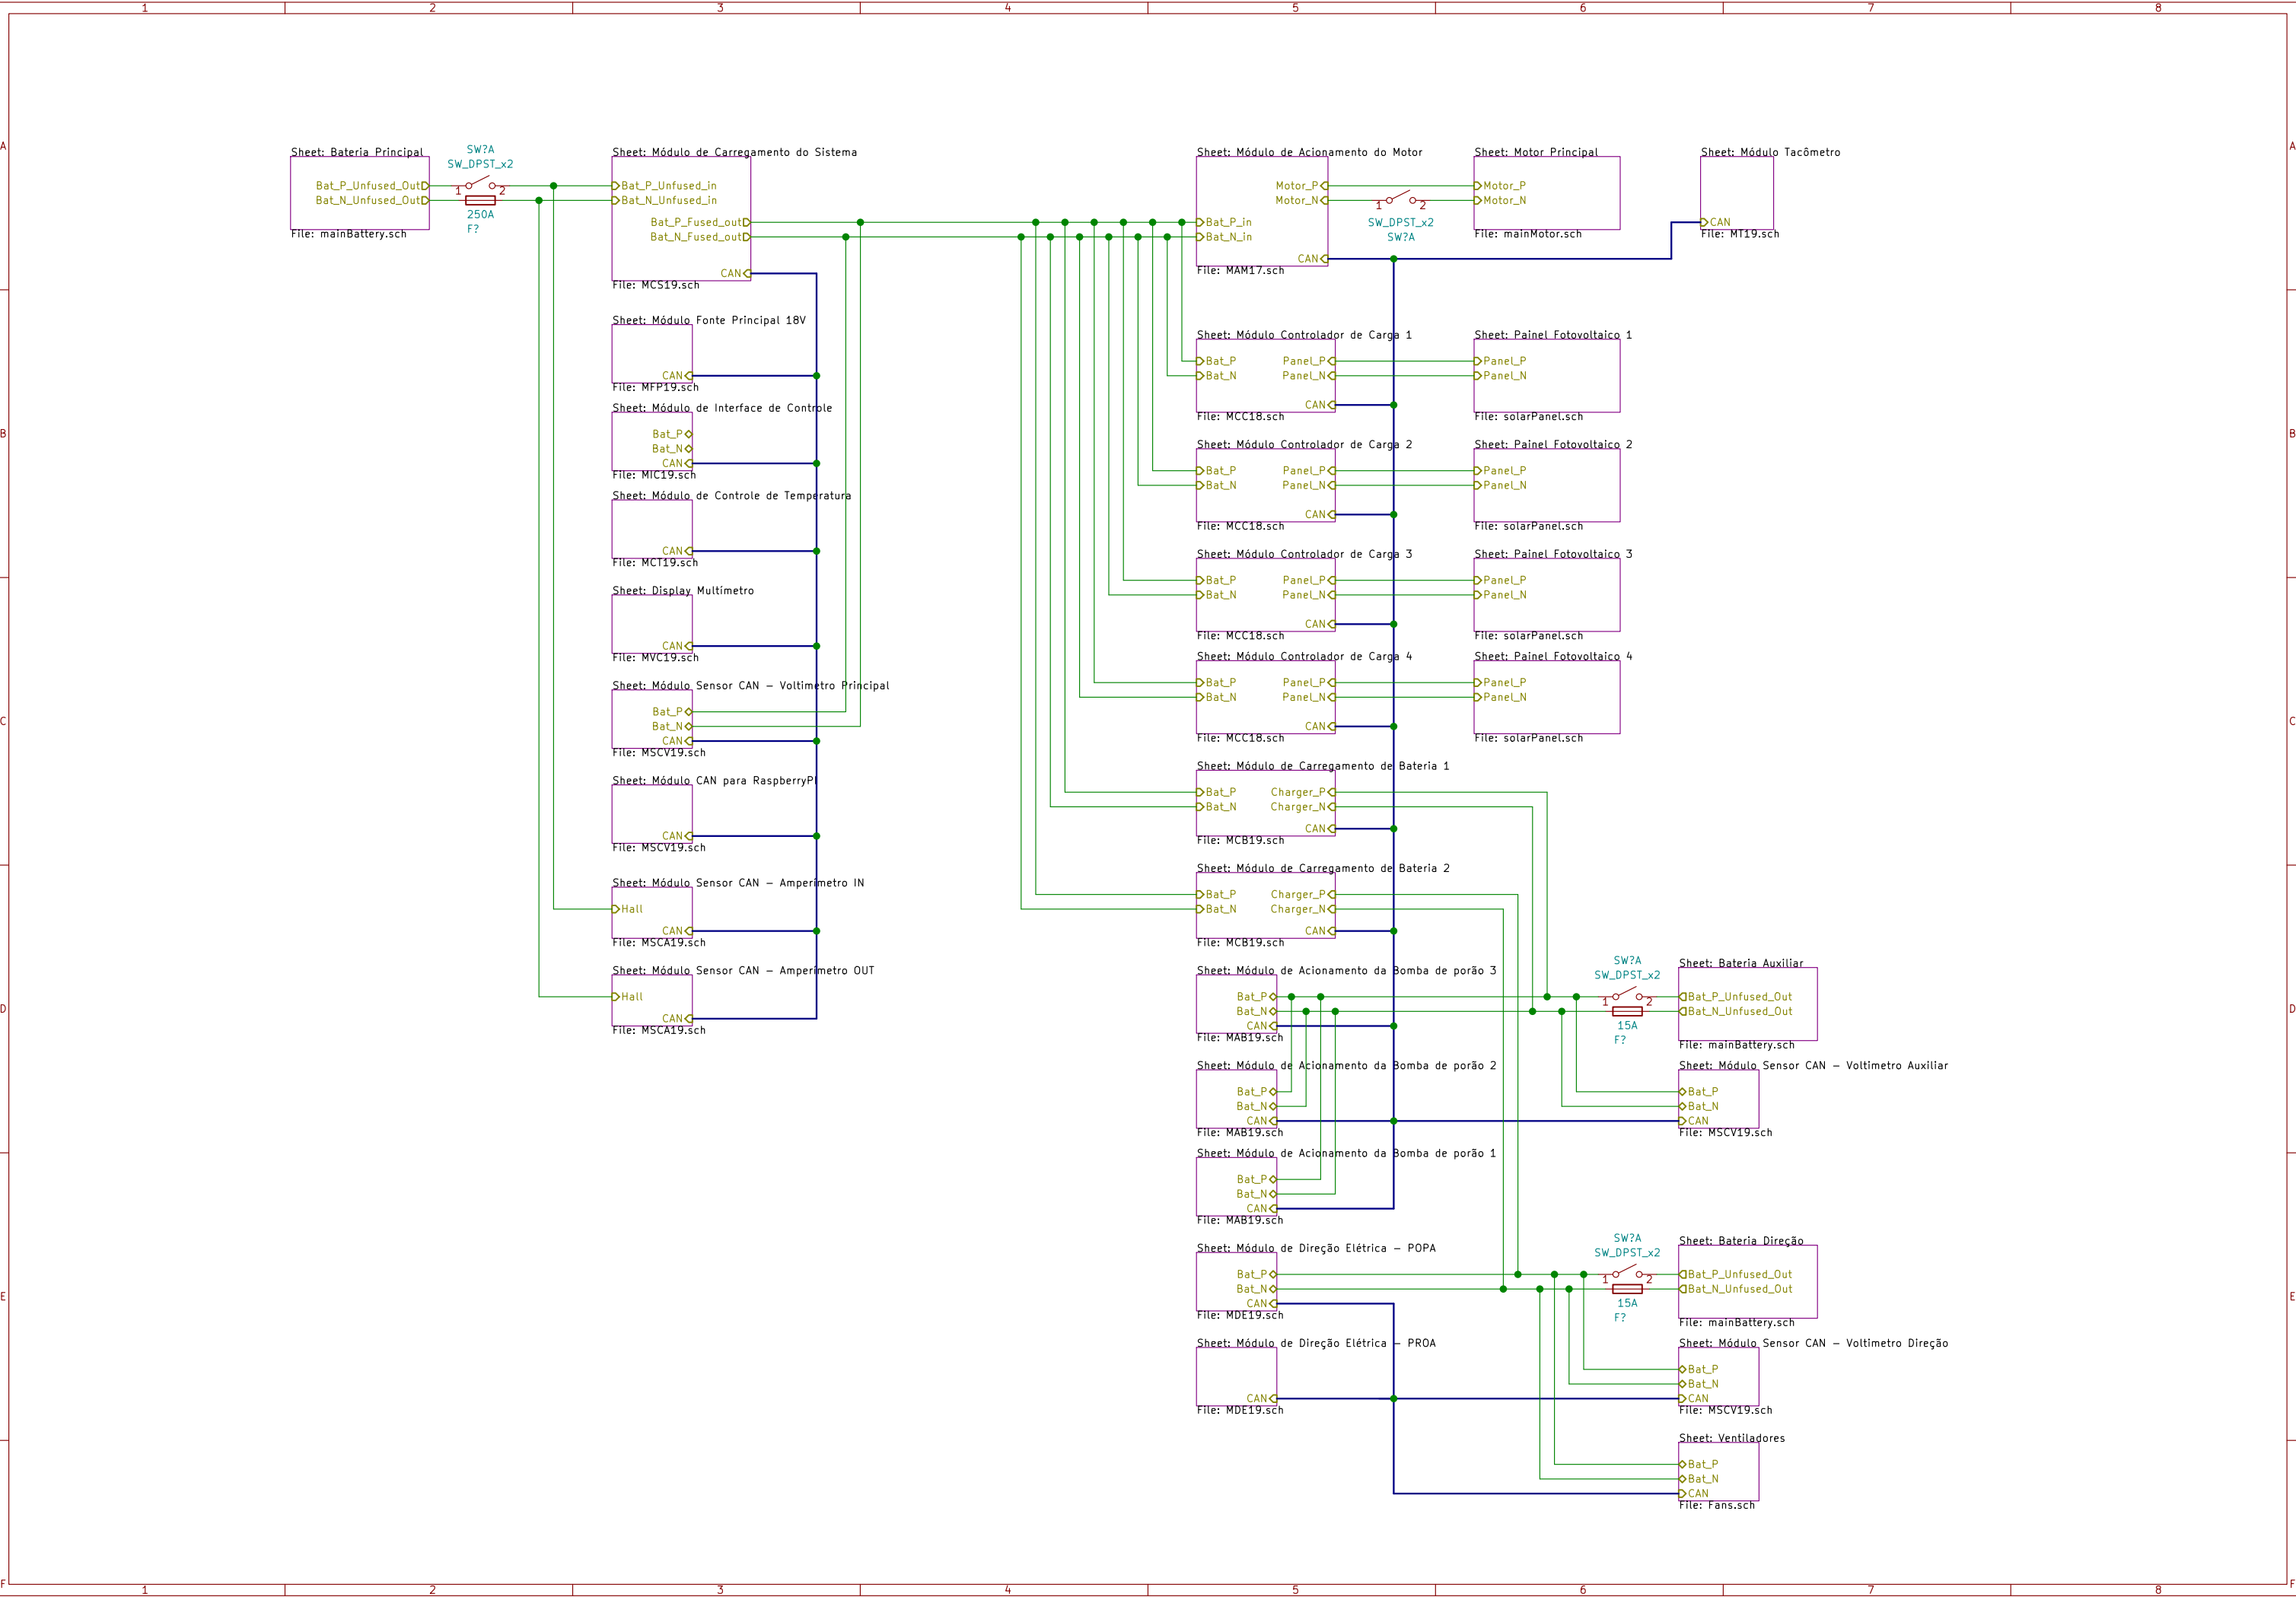 1 2 3 4 5 6 7 8
A A
B B
C C
D D
E E
F F
Sheet: Bateria Principal
Bat_P_Unfused_Out
Bat_N_Unfused_Out
File: mainBattery.sch
SW?A
SW_DPST_x2
1 2
250A
F?
Sheet: Módulo de Carregamento do Sistema
Bat_P_Unfused_in
Bat_N_Unfused_in
Bat_P_Fused_out
Bat_N_Fused_out
CAN
File: MCS19.sch
Sheet: Módulo Fonte Principal 18V
CAN
File: MFP19.sch
Sheet: Módulo de Interface de Controle
Bat_P
Bat_N
CAN
File: MIC19.sch
Sheet: Módulo de Controle de Temperatura
CAN
File: MCT19.sch
Sheet: Display Multímetro
CAN
File: MVC19.sch
Sheet: Módulo Sensor CAN - Voltimetro Principal
Bat_P
Bat_N
CAN
File: MSCV19.sch
Sheet: Módulo CAN para RaspberryPI
CAN
File: MSCV19.sch
Sheet: Módulo Sensor CAN - Amperímetro IN
Hall
CAN
File: MSCA19.sch
Sheet: Módulo Sensor CAN - Amperímetro OUT
Hall
CAN
File: MSCA19.sch
Sheet: Módulo de Acionamento do Motor
Motor_P
Motor_N
Bat_P_in
Bat_N_in
CAN
File: MAM17.sch
1 2
SW_DPST_x2
SW?A
Sheet: Motor Principal
Motor_P
Motor_N
File: mainMotor.sch
Sheet: Módulo Tacômetro
CAN
File: MT19.sch
Sheet: Módulo Controlador de Carga 1
Bat_P Panel_P
Bat_N Panel_N
CAN
File: MCC18.sch
Sheet: Painel Fotovoltaico 1
Panel_P
Panel_N
File: solarPanel.sch
Sheet: Módulo Controlador de Carga 2
Bat_P Panel_P
Bat_N Panel_N
CAN
File: MCC18.sch
Sheet: Painel Fotovoltaico 2
Panel_P
Panel_N
File: solarPanel.sch
Sheet: Módulo Controlador de Carga 3
Bat_P Panel_P
Bat_N Panel_N
CAN
File: MCC18.sch
Sheet: Painel Fotovoltaico 3
Panel_P
Panel_N
File: solarPanel.sch
Sheet: Módulo Controlador de Carga 4
Bat_P Panel_P
Bat_N Panel_N
CAN
File: MCC18.sch
Sheet: Painel Fotovoltaico 4
Panel_P
Panel_N
File: solarPanel.sch
Sheet: Módulo de Carregamento de Bateria 1
Bat_P Charger_P
Bat_N Charger_N
CAN
File: MCB19.sch
Sheet: Módulo de Carregamento de Bateria 2
Bat_P Charger_P
Bat_N Charger_N
CAN
File: MCB19.sch
Sheet: Módulo de Acionamento da Bomba de porão 3
Bat_P
Bat_N
CAN
File: MAB19.sch
SW?A
SW_DPST_x2
1 2
15A
F?
Sheet: Bateria Auxiliar
Bat_P_Unfused_Out
Bat_N_Unfused_Out
File: mainBattery.sch
Sheet: Módulo de Acionamento da Bomba de porão 2
Bat_P
Bat_N
CAN
File: MAB19.sch
Sheet: Módulo Sensor CAN - Voltimetro Auxiliar
Bat_P
Bat_N
CAN
File: MSCV19.sch
Sheet: Módulo de Acionamento da Bomba de porão 1
Bat_P
Bat_N
CAN
File: MAB19.sch
Sheet: Módulo de Direção Elétrica - POPA
Bat_P
Bat_N
CAN
File: MDE19.sch
SW?A
SW_DPST_x2
1 2
15A
F?
Sheet: Bateria Direção
Bat_P_Unfused_Out
Bat_N_Unfused_Out
File: mainBattery.sch
Sheet: Módulo de Direção Elétrica - PROA
CAN
File: MDE19.sch
Sheet: Módulo Sensor CAN - Voltimetro Direção
Bat_P
Bat_N
CAN
File: MSCV19.sch
Sheet: Ventiladores
Bat_P
Bat_N
CAN
File: Fans.sch
1 2 3 4 5 6 7 8